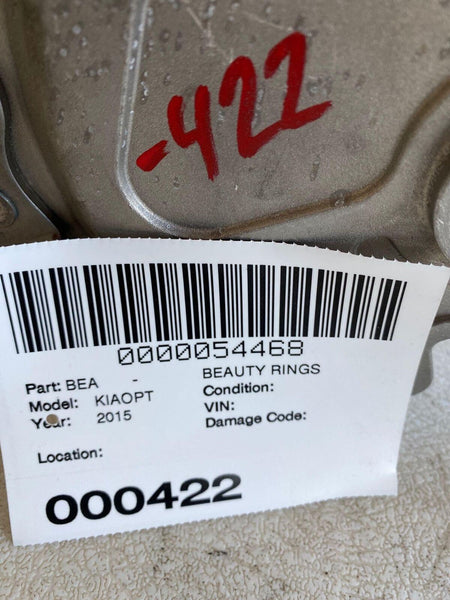 -422
0000054468
Part: BEA - BEAUTY RINGS
Model: KIAOPT Condition:
Year: 2015 VIN:
Damage Code:
Location:
000422